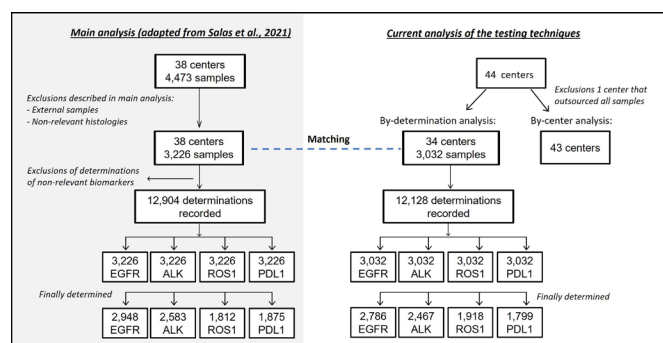 Main analysis (adapted from Salas et al., 2021)
38 centers
4,473 samples
Exclusions described in main analysis:
- External samples
- Non-relevant histologies
38 centers
3,226 samples
Exclusions of determinations
of non-relevant biomarkers
12,904 determinations
recorded
3,226 3,226 3,226 3,226
EGFR ALK ROS1 PDL1
Finally determined
2,948 2,583 1,812 1,875
EGFR ALK ROS1 PDL1
Matching
Current analysis of the testing techniques
44 centers
Exclusions 1 center that
outsourced all samples
By-determination analysis:
By-center analysis:
34 centers
3,032 samples
43 centers
12,128 determinations
recorded
3,032 3,032 3,032 3,032
EGFR ALK ROS1 PDL1
Finally determined
2,786 2,467 1,918 1,799
EGFR ALK ROS1 PDL1